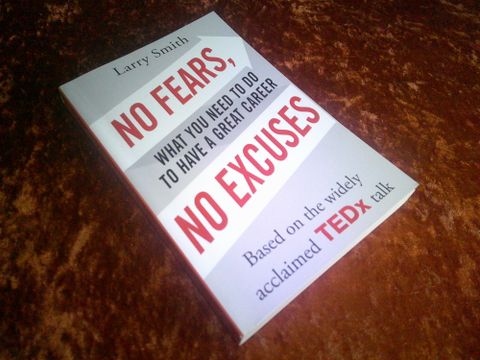 Larry Smith
NO FEARS,
WHAT YOU NEED TO DO
TO HAVE A GREAT CAREER
NO EXCUSES
Based on the widely
acclaimed TEDx talk